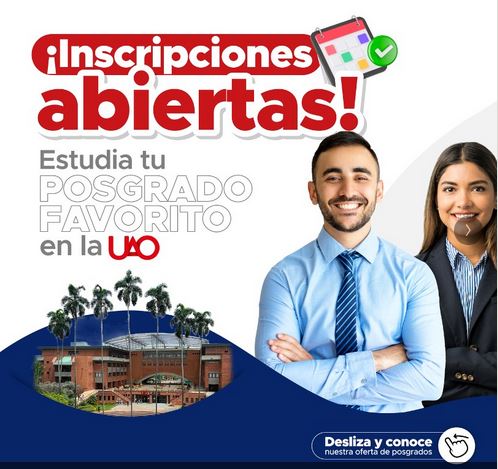 ¡Inscripciones
abiertas!
Estudia tu
POSGRADO
FAVORITO
en la UAO
Desliza y conoce
nuestra oferta de posgrados